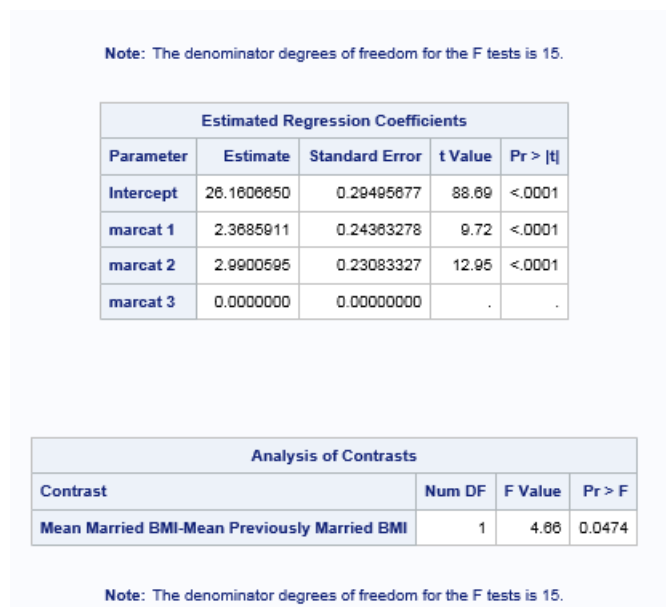 Note: The denominator degrees of freedom for the F tests is 15.
Estimated Regression Coefficients
Parameter Estimate Standard Error t Value Pr > |t|
Intercept 26.1606650 0.29495677 88.69 <.0001
marcat 1 2.3685911 0.24363278 9.72 <.0001
marcat 2 2.9900595 0.23083327 12.95 <.0001
marcat 3 0.0000000 0.00000000 . .
Analysis of Contrasts
Contrast Num DF F Value Pr > F
Mean Married BMI-Mean Previously Married BMI 1 4.66 0.0474
Note: The denominator degrees of freedom for the F tests is 15.